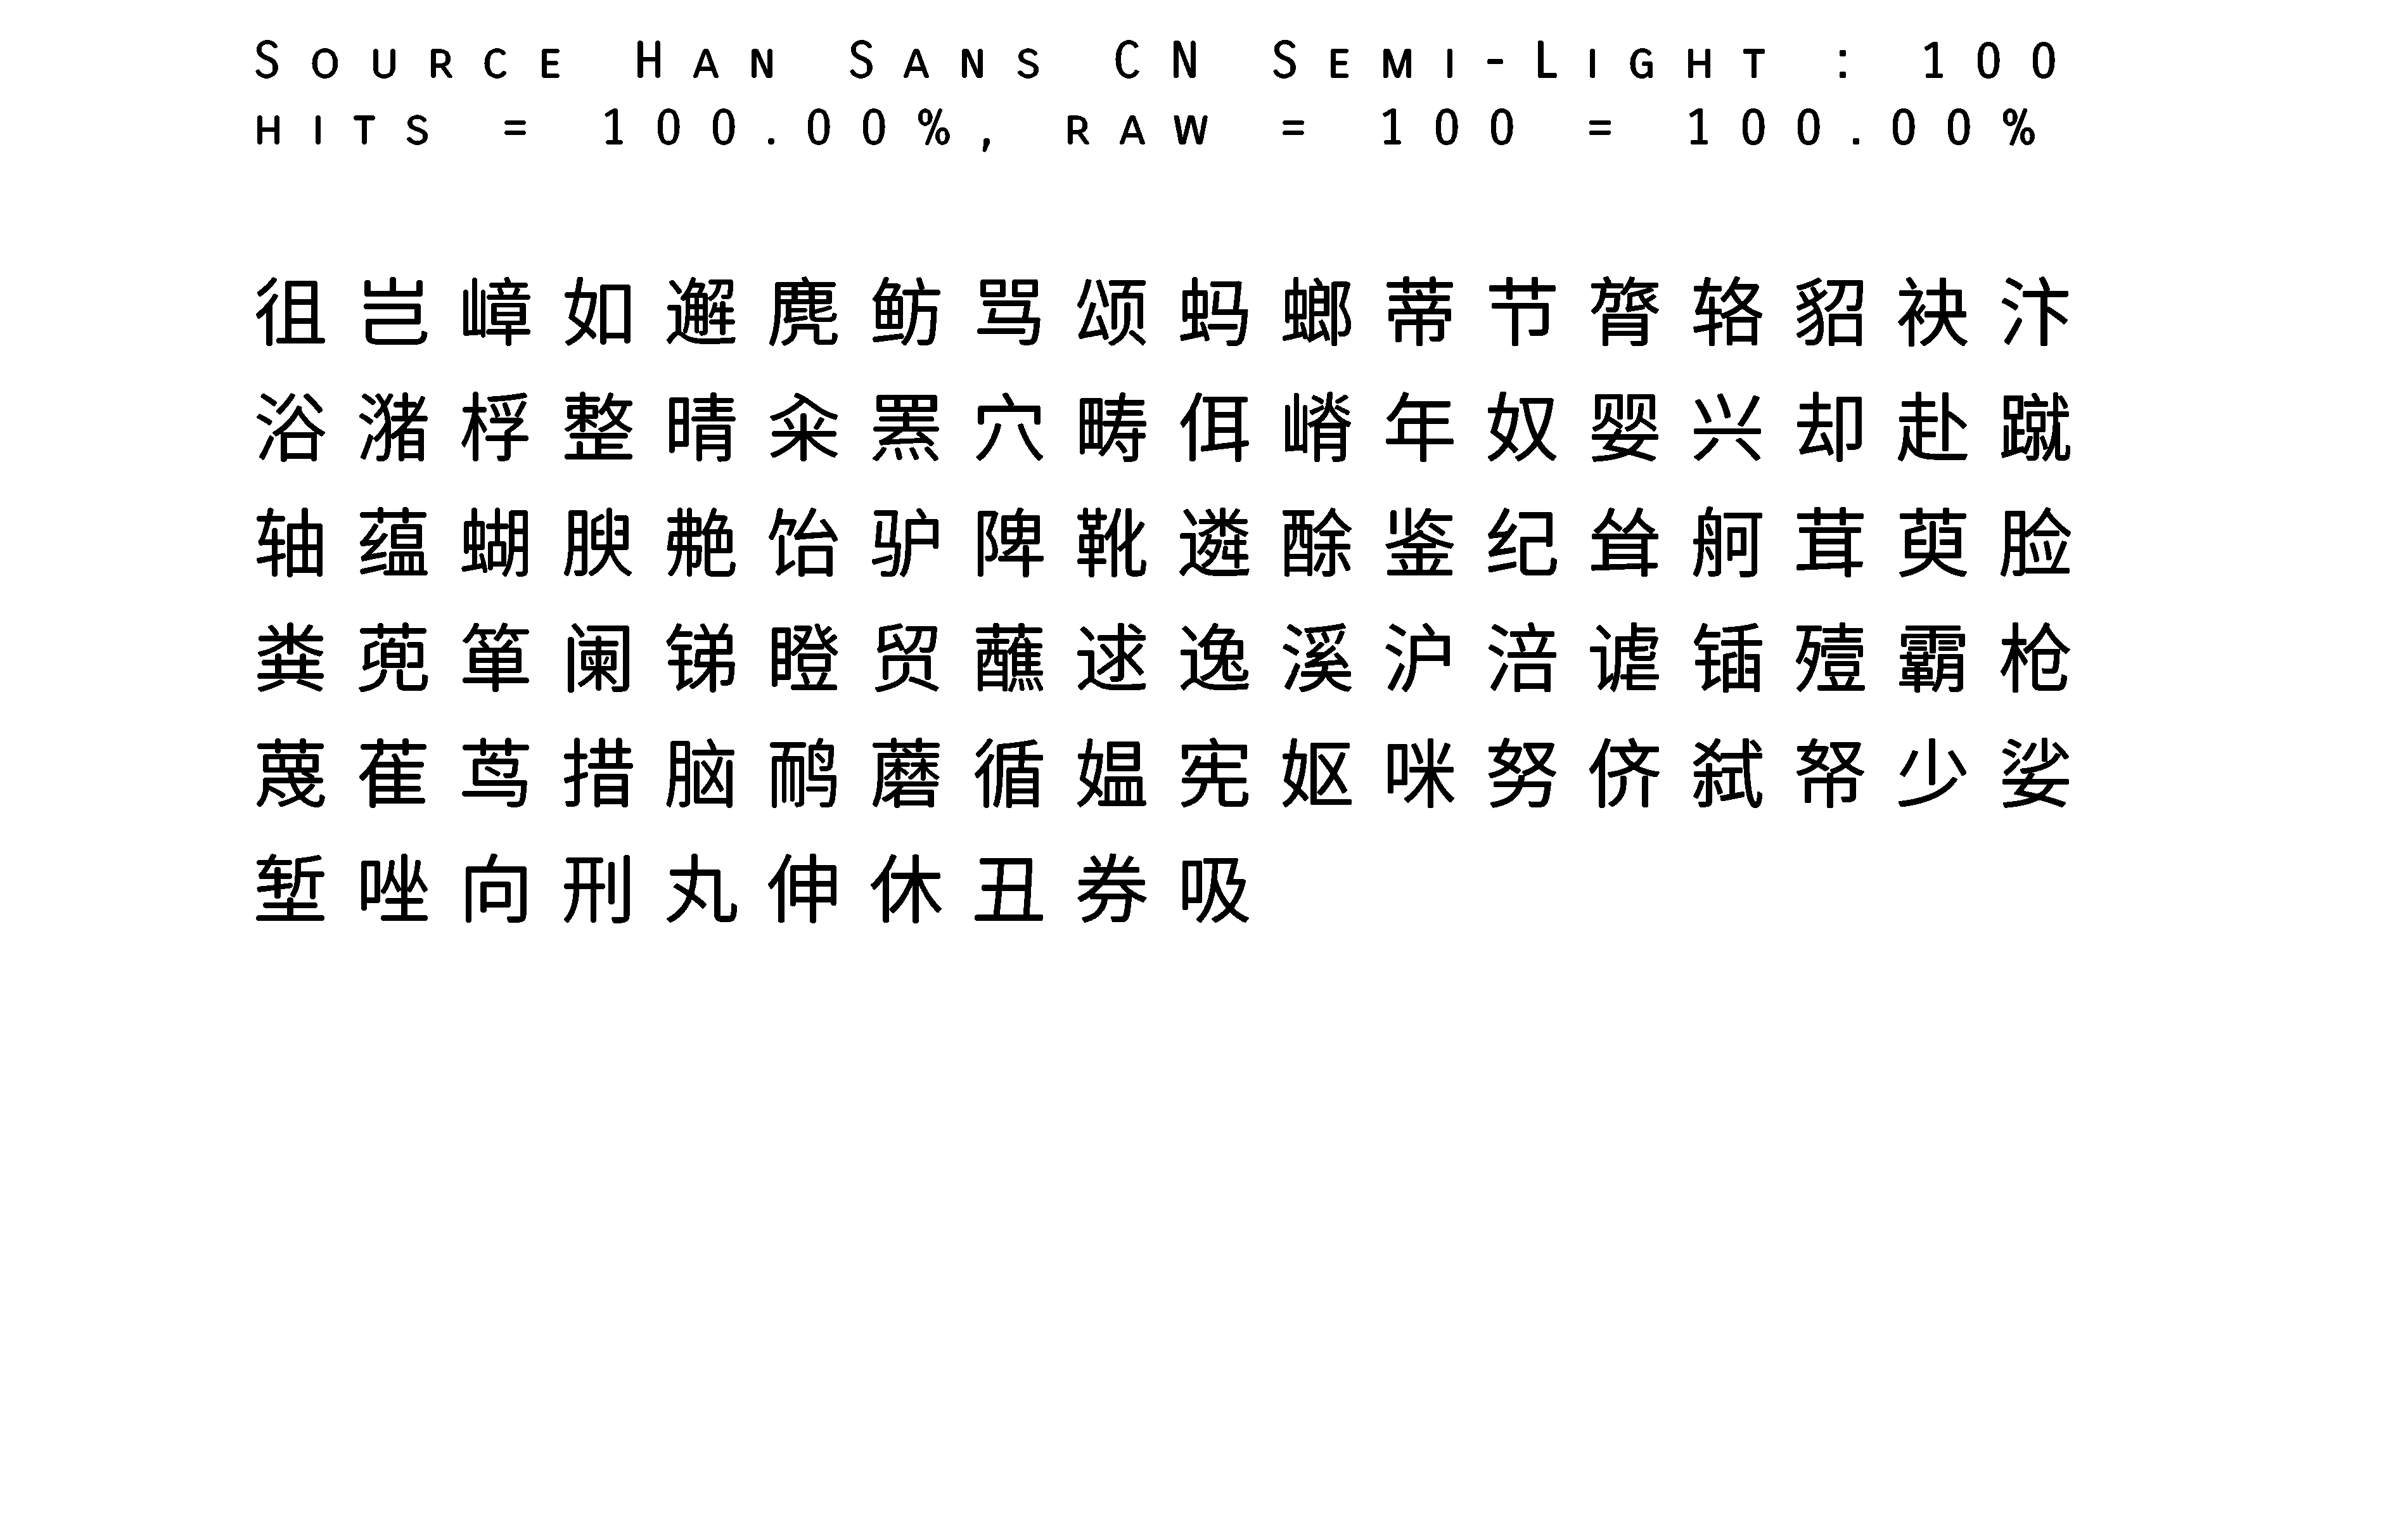 Source Han Sans CN Semi-Light : 100
hits = 100.00%, raw = 100 = 100.00%
徂岂嶂如邂麂鲂骂颂蚂螂蒂节膂辂貂袂汴
浴潴桴整晴籴罴穴畴佴嵴年奴婴兴却赴蹴
轴蕴蝴腴艴饴驴陴靴遴酴鉴纪耸舸茸萸脸
粪蔸箪阑锑瞪贸蘸逑逸溪沪涪谑锸殪霸枪
蔑萑茑措脑鸸蘑循媪宪妪咪努侪弑帑少娑
堑唑向刑丸伸休丑券吸